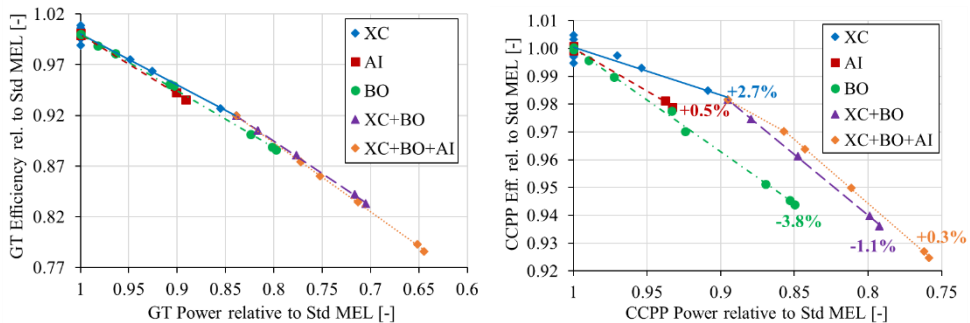 GT Efficiency rel. to Std MEL [-]
1.02
0.97
0.92
0.87
0.82
0.77
1
0.95
0.9
0.85
0.8
0.75
0.7
0.65
0.6
GT Power relative to Std MEL [-]
XC
AI
BO
XC+BO
XC+BO+AI
CCPP Eff. rel. to Std MEL [-]
1.01
1.00
0.99
0.98
0.97
0.96
0.95
0.94
0.93
0.92
1
0.95
0.9
0.85
0.8
0.75
CCPP Power relative to Std MEL [-]
XC
AI
BO
XC+BO
XC+BO+AI
+2.7%
+0.5%
-3.8%
-1.1%
+0.3%